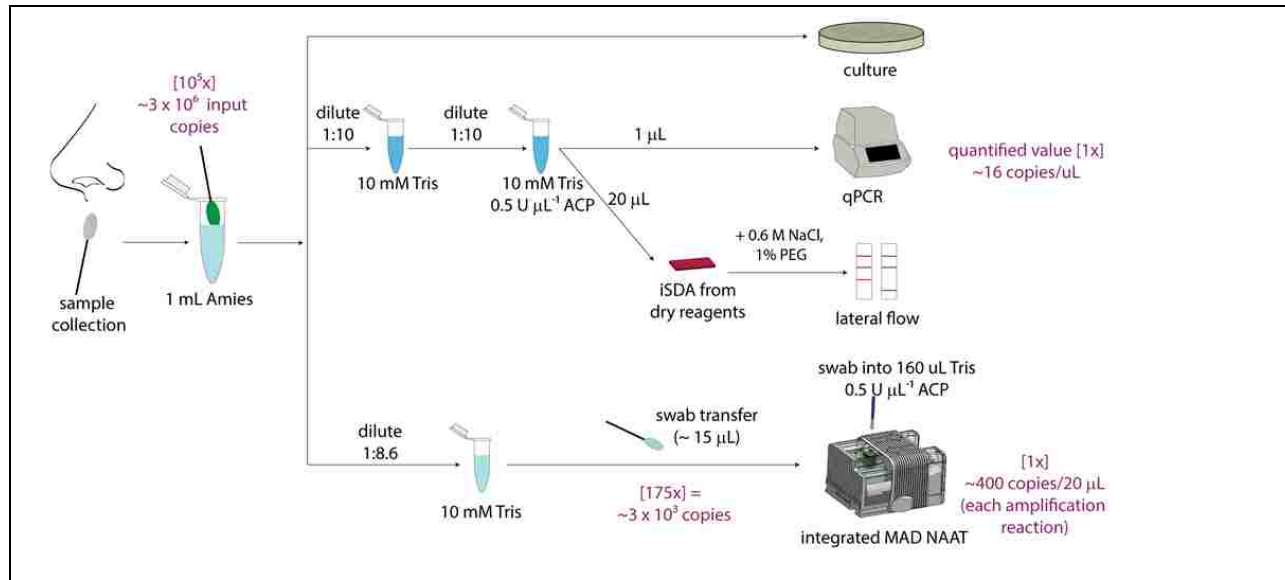 culture
[10⁵x]
~3 x 10⁶ input
copies
dilute
1:10
dilute
1:10
1 μL
10 mM Tris
10 mM Tris
0.5 U μL⁻¹ ACP
20 μL
qPCR
quantified value [1x]
~16 copies/uL
sample
collection
1 mL Amies
iSDA from
dry reagents
+ 0.6 M NaCl,
1% PEG
lateral flow
swab into 160 uL Tris
0.5 U μL⁻¹ ACP
dilute
1:8.6
10 mM Tris
swab transfer
(~ 15 μL)
[175x] =
~3 x 10³ copies
integrated MAD NAAT
[1x]
~400 copies/20 μL
(each amplification
reaction)